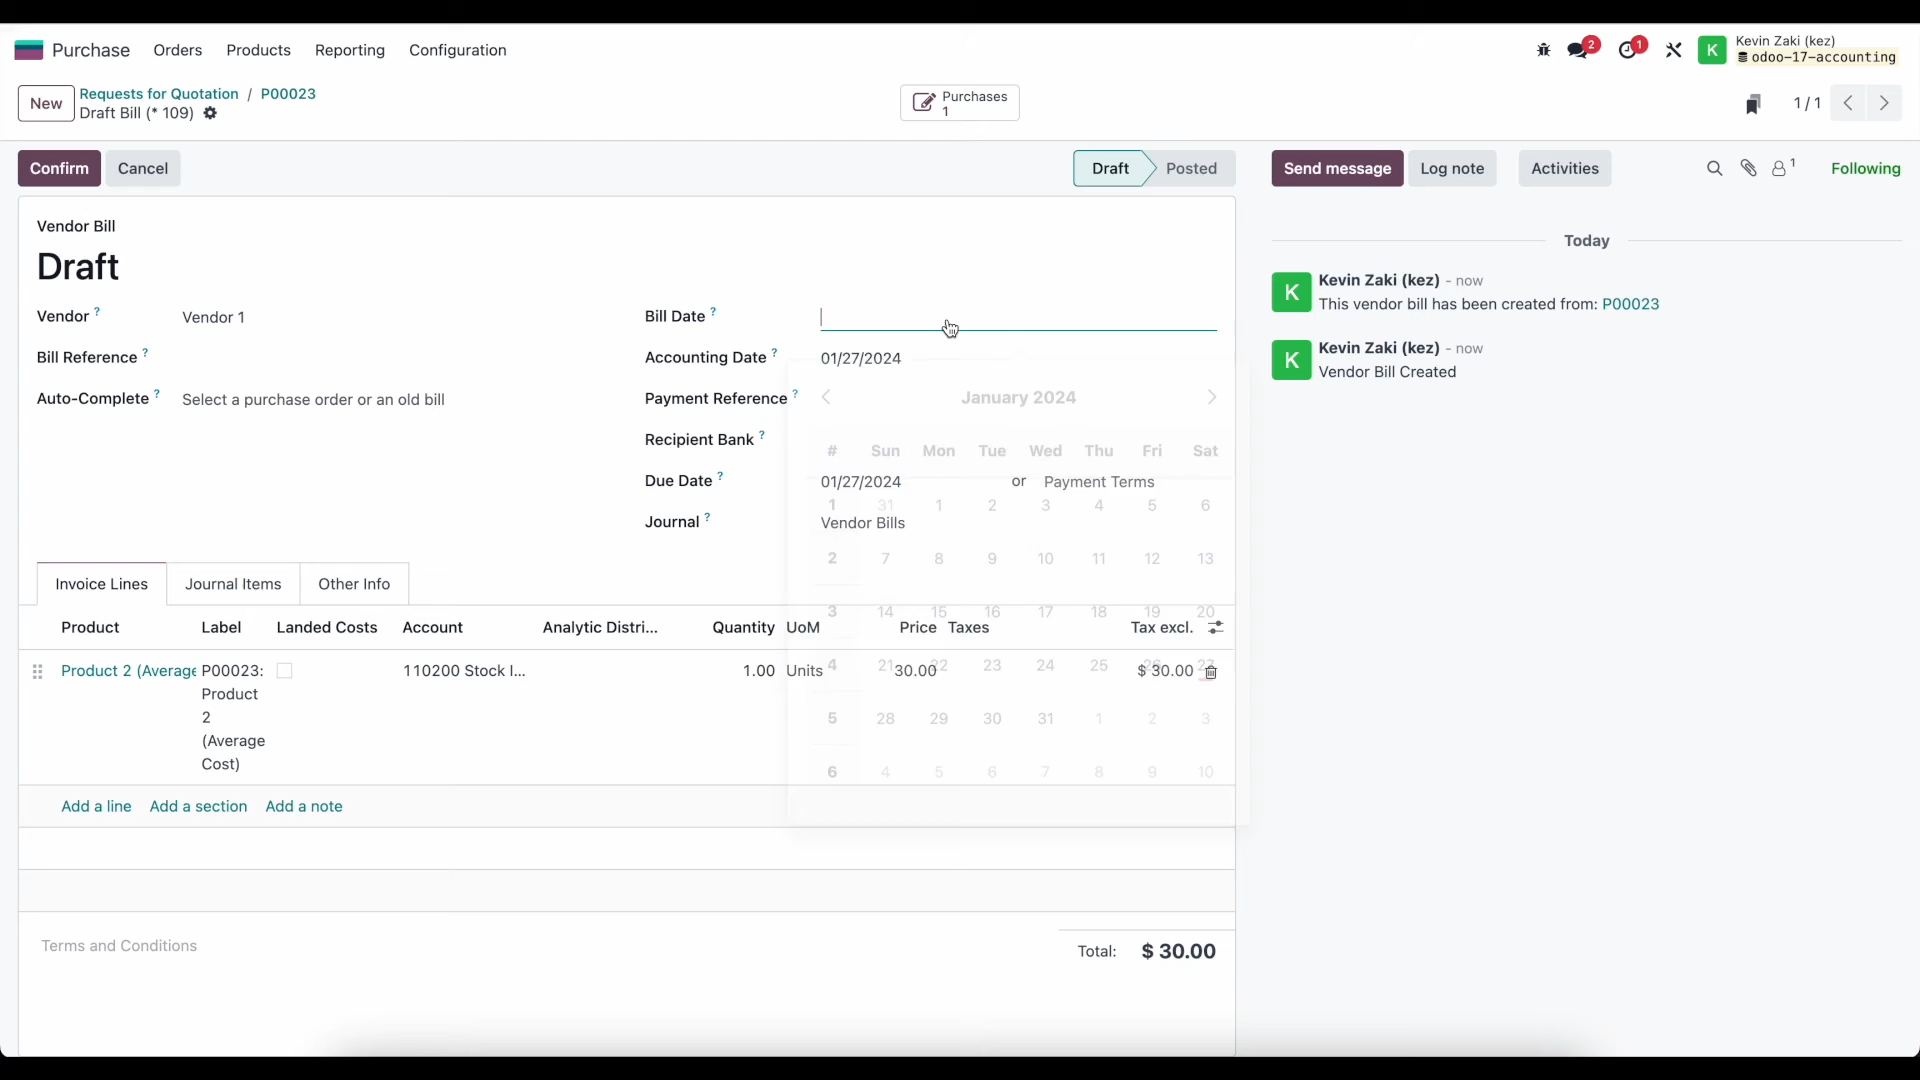 Purchase Orders Products Reporting Configuration
2 1 K Kevin Zaki (kez)
odoo-17-accounting
New Requests for Quotation / P00023
Draft Bill (* 109)
Purchases
1
1 / 1
Confirm Cancel Draft Posted
Send message Log note Activities 1 Following
Vendor Bill
Draft
Vendor ? Vendor 1
Bill Reference ?
Auto-Complete ? Select a purchase order or an old bill
Bill Date ?
Accounting Date ? 01/27/2024
Payment Reference ?
Recipient Bank ?
Due Date ? 01/27/2024 or Payment Terms
Journal ? Vendor Bills
January 2024
# Sun Mon Tue Wed Thu Fri Sat
1 31 1 2 3 4 5 6
2 7 8 9 10 11 12 13
3 14 15 16 17 18 19 20
4 21 22 23 24 25 26 27
5 28 29 30 31 1 2 3
6 4 5 6 7 8 9 10
Invoice Lines Journal Items Other Info
Product Label Landed Costs Account Analytic Distri... Quantity UoM Price Taxes Tax excl.
Product 2 (Average P00023: 110200 Stock I... 1.00 Units 30.00 $ 30.00
Product
2
(Average
Cost)
Add a line Add a section Add a note
Terms and Conditions
Total: $ 30.00
Today
K Kevin Zaki (kez) - now
This vendor bill has been created from: P00023
K Kevin Zaki (kez) - now
Vendor Bill Created